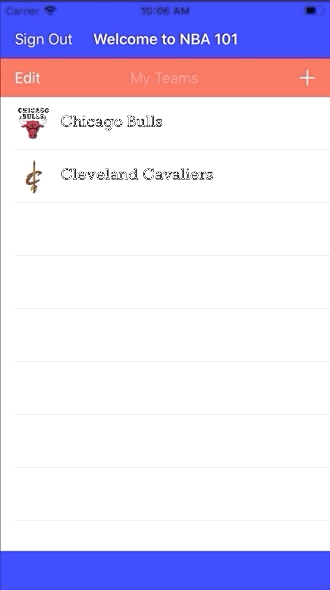 Carrier 10:06 AM
Sign Out Welcome to NBA 101
Edit My Teams +
CHICAGO
BULLS
Chicago Bulls
Cleveland Cavaliers